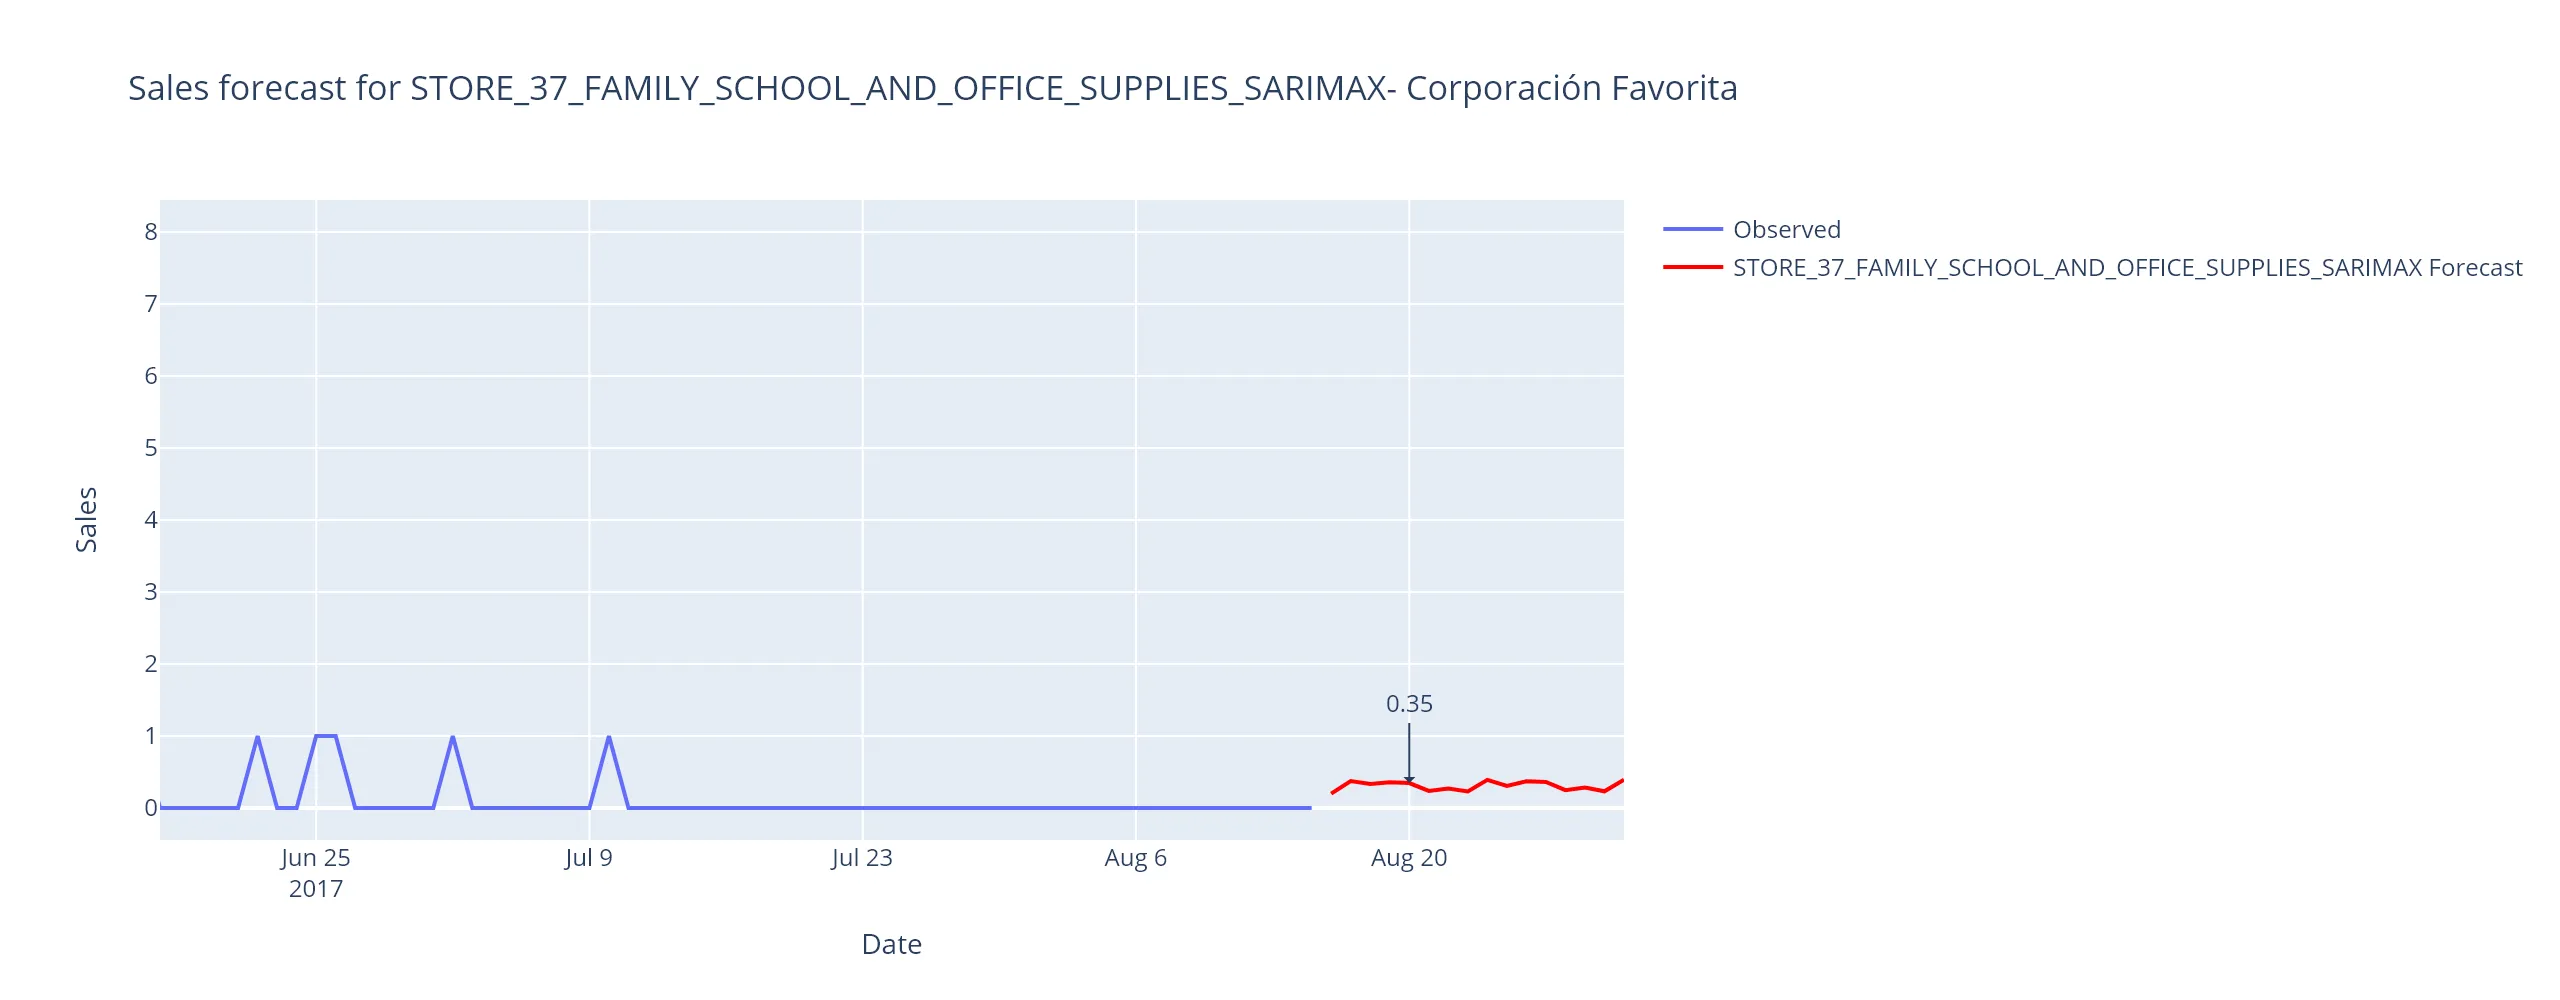 Sales forecast for STORE_37_FAMILY_SCHOOL_AND_OFFICE_SUPPLIES_SARIMAX- Corporación Favorita
Observed
STORE_37_FAMILY_SCHOOL_AND_OFFICE_SUPPLIES_SARIMAX Forecast
8
7
6
5
4
3
2
1
0
Sales
0.35
Jun 25
2017
Jul 9
Jul 23
Aug 6
Aug 20
Date